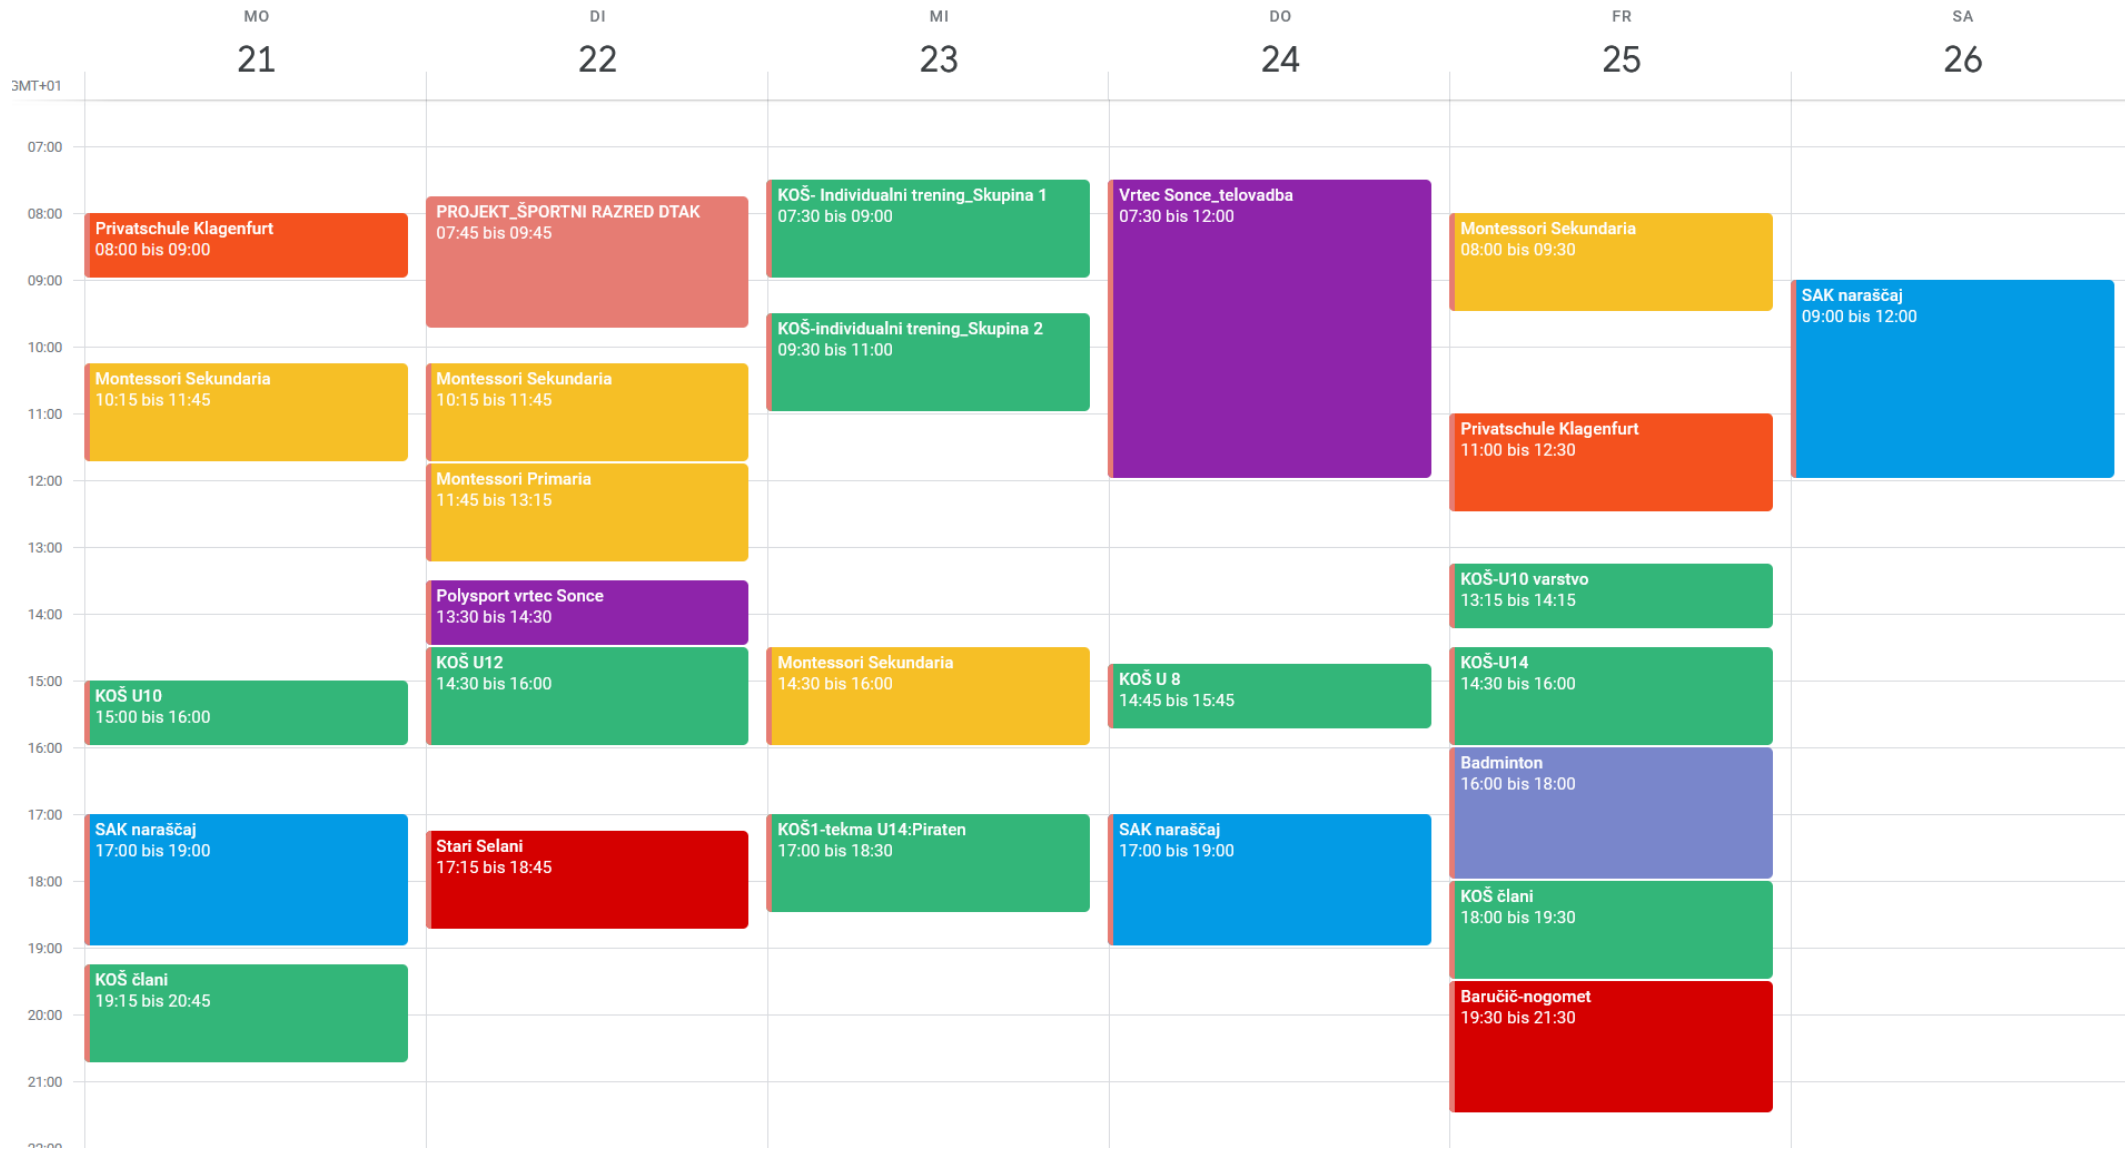 MO
21
DI
22
MI
23
DO
24
FR
25
SA
26
GMT+01
07:00
08:00
09:00
10:00
11:00
12:00
13:00
14:00
15:00
16:00
17:00
18:00
19:00
20:00
21:00
Privatschule Klagenfurt
08:00 bis 09:00
Montessori Sekundaria
10:15 bis 11:45
KOŠ U10
15:00 bis 16:00
SAK naraščaj
17:00 bis 19:00
KOŠ člani
19:15 bis 20:45
PROJEKT_ŠPORTNI RAZRED DTAK
07:45 bis 09:45
Montessori Sekundaria
10:15 bis 11:45
Montessori Primaria
11:45 bis 13:15
Polysport vrtec Sonce
13:30 bis 14:30
KOŠ U12
14:30 bis 16:00
Stari Selani
17:15 bis 18:45
KOŠ- Individualni trening_Skupina 1
07:30 bis 09:00
KOŠ-individualni trening_Skupina 2
09:30 bis 11:00
Montessori Sekundaria
14:30 bis 16:00
KOŠ1-tekma U14:Piraten
17:00 bis 18:30
Vrtec Sonce_telovadba
07:30 bis 12:00
KOŠ U 8
14:45 bis 15:45
SAK naraščaj
17:00 bis 19:00
Montessori Sekundaria
08:00 bis 09:30
Privatschule Klagenfurt
11:00 bis 12:30
KOŠ-U10 varstvo
13:15 bis 14:15
KOŠ-U14
14:30 bis 16:00
Badminton
16:00 bis 18:00
KOŠ člani
18:00 bis 19:30
Baručič-nogomet
19:30 bis 21:30
SAK naraščaj
09:00 bis 12:00